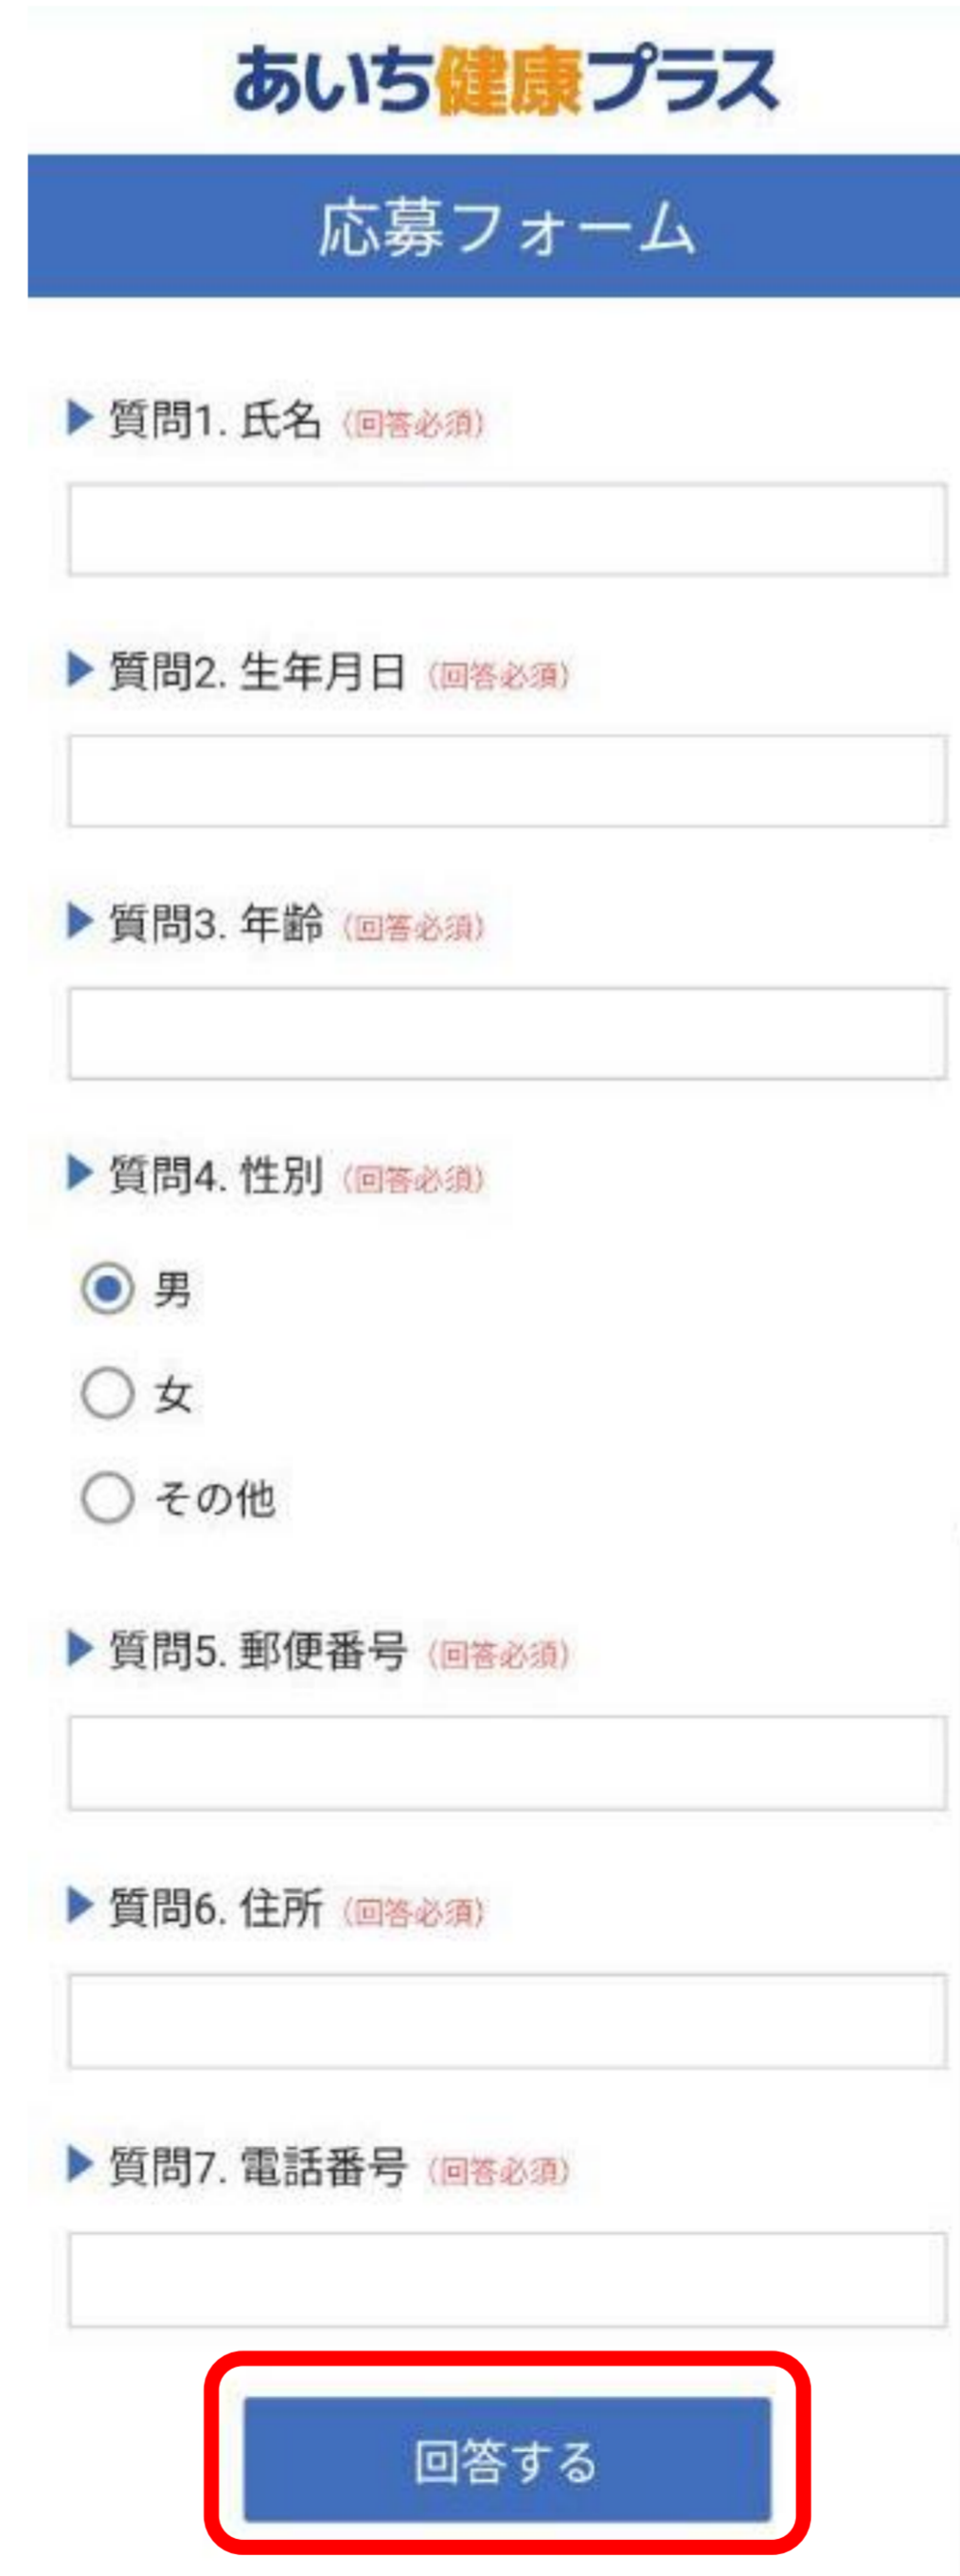 あいち健康プラス
応募フォーム
質問1. 氏名 (回答必須)
質問2. 生年月日 (回答必須)
質問3. 年齢 (回答必須)
質問4. 性別 (回答必須)
男
女
その他
質問5. 郵便番号 (回答必須)
質問6. 住所 (回答必須)
質問7. 電話番号 (回答必須)
回答する